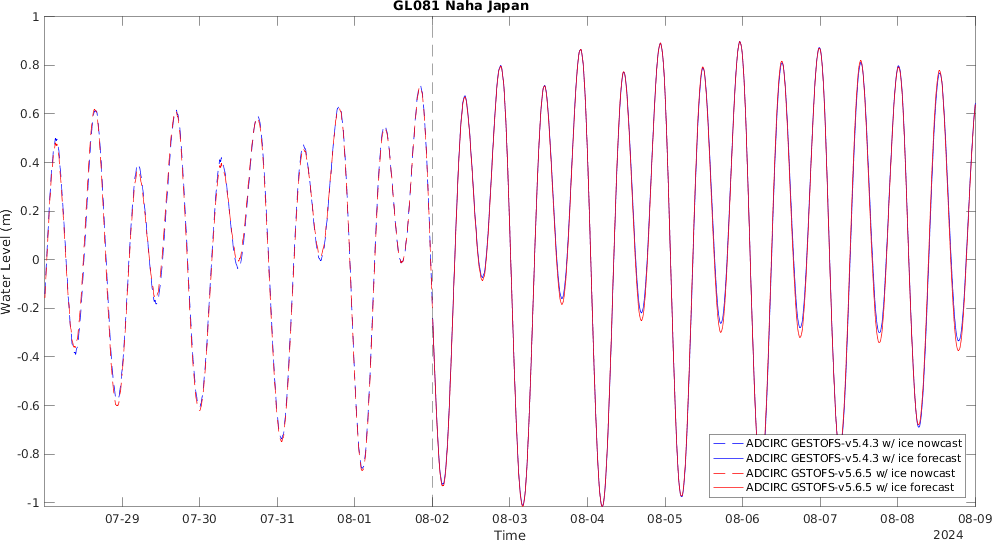 GL081 Naha Japan
1
0.8
0.6
0.4
0.2
0
-0.2
-0.4
-0.6
-0.8
-1
Water Level (m)
ADCIRC GESTOFS-v5.4.3 w/ ice nowcast
ADCIRC GESTOFS-v5.4.3 w/ ice forecast
ADCIRC GSTOFS-v5.6.5 w/ ice nowcast
ADCIRC GSTOFS-v5.6.5 w/ ice forecast
07-29 07-30 07-31 08-01 08-02 08-03 08-04 08-05 08-06 08-07 08-08 08-09
Time
2024